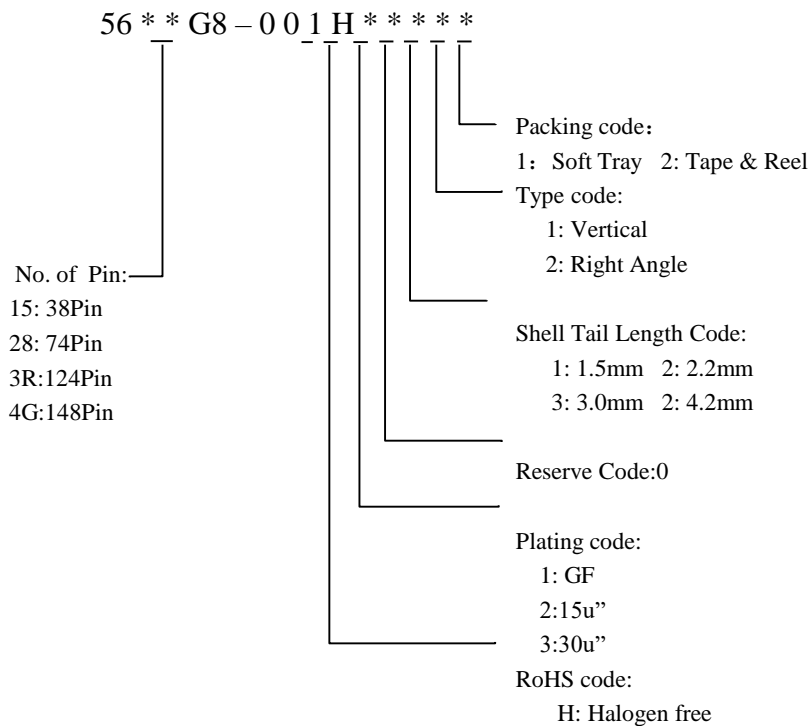 56 * * G8 – 0 0 1 H * * * * *
Packing code：
1： Soft Tray 2: Tape & Reel
Type code:
1: Vertical
2: Right Angle
No. of Pin:
15: 38Pin
28: 74Pin
3R:124Pin
4G:148Pin
Shell Tail Length Code:
1: 1.5mm 2: 2.2mm
3: 3.0mm 2: 4.2mm
Reserve Code:0
Plating code:
1: GF
2:15u”
3:30u”
RoHS code:
H: Halogen free